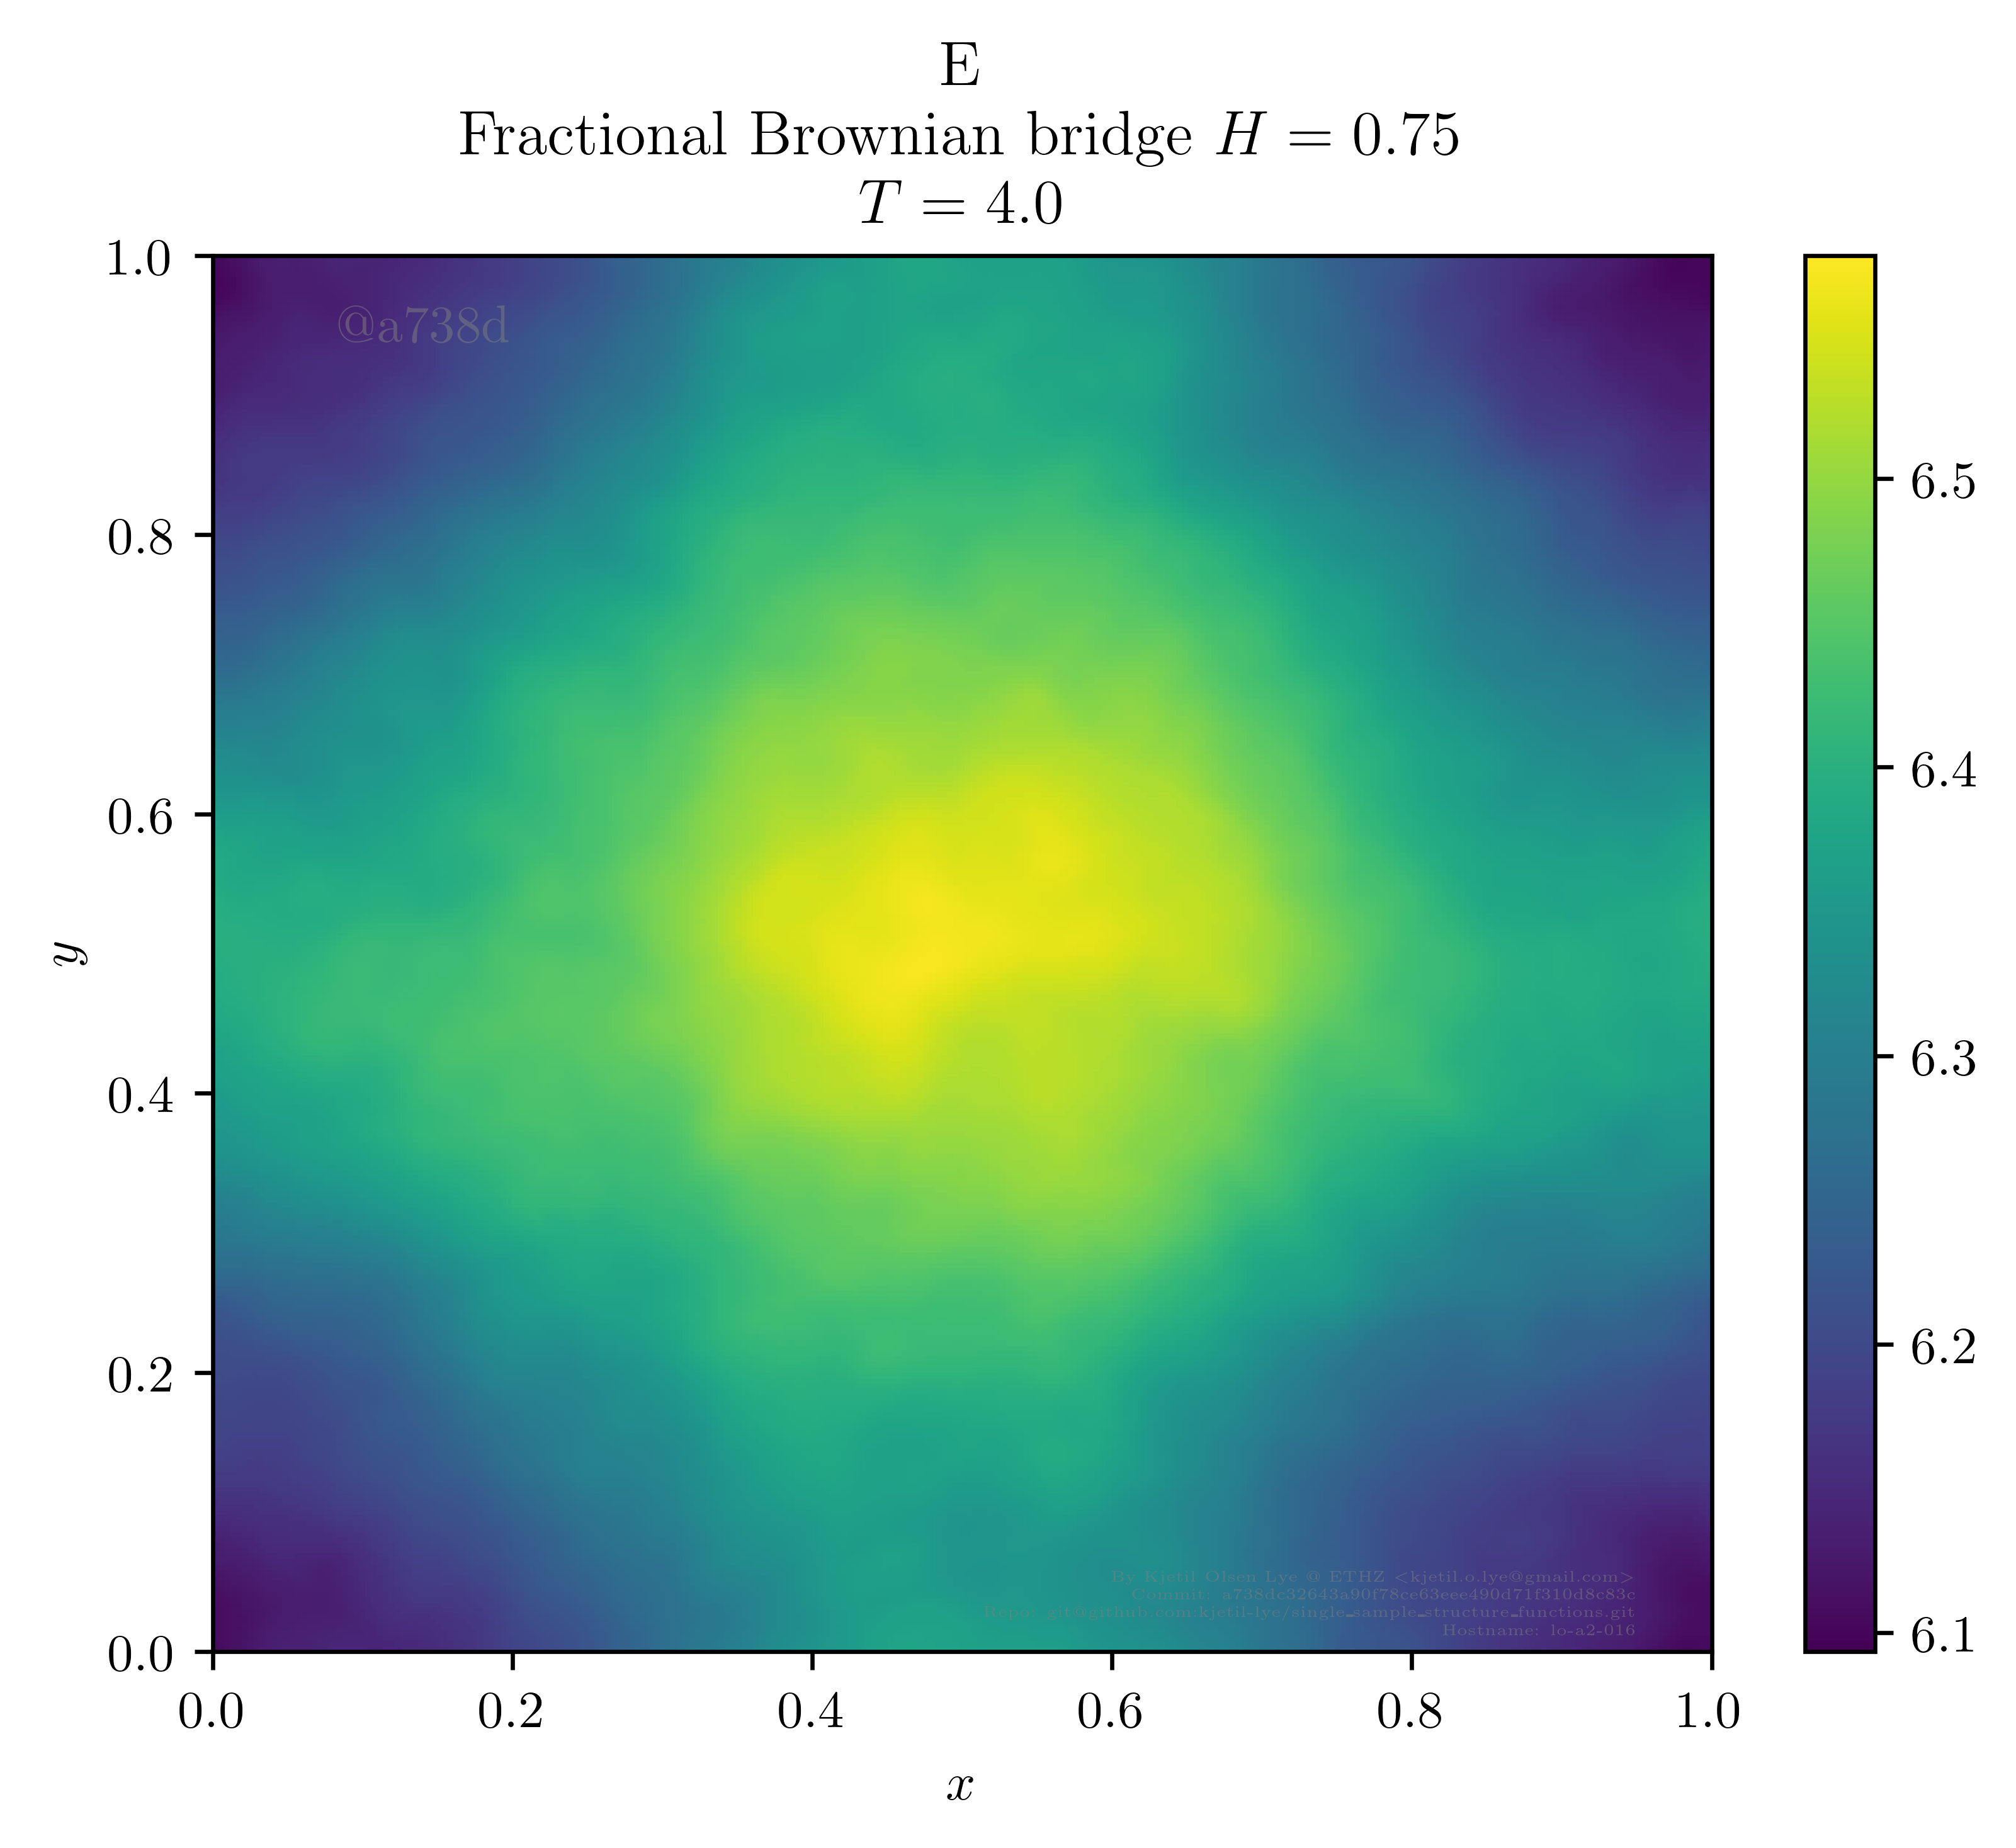 E
Fractional Brownian bridge H = 0.75
T = 4.0
1.0
@a738d
6.5
0.8
6.4
0.6
y
6.3
0.4
6.2
0.2
By Kjetil Olsen Lye @ ETHZ <kjetil.o.lye@gmail.com>
Commit: a738dc32643a90f78ce63eee490d71f310d8c83c
Repo: git@github.com:kjetil-lye/single_sample_structure_functions.git
Hostname: lo-a2-016
6.1
0.0
0.0 0.2 0.4 0.6 0.8 1.0
x